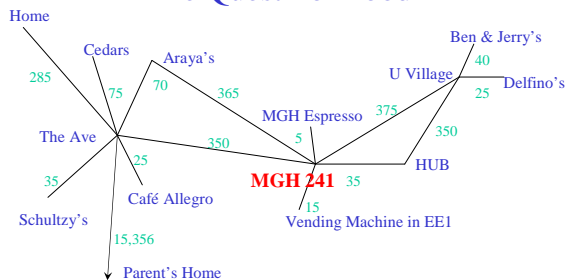 Home
Ben & Jerry's
Cedars
Araya's
40
U Village
Delfino's
285
75
70
365
25
375
MGH Espresso
The Ave
350
5
350
25
HUB
MGH 241
35
35
Café Allegro
15
Schultzy's
Vending Machine in EE1
15,356
Parent's Home